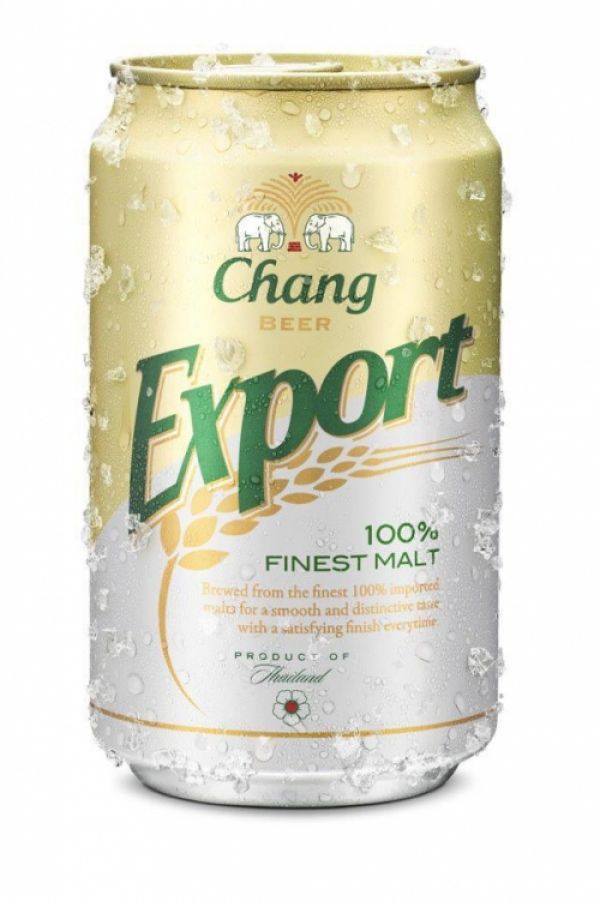 Chang
BEER
Export
100%
FINEST MALT
Brewed from the finest 100% imported
malts for a smooth and distinctive taste
with a satisfying finish everytime.
PRODUCT OF
Thailand